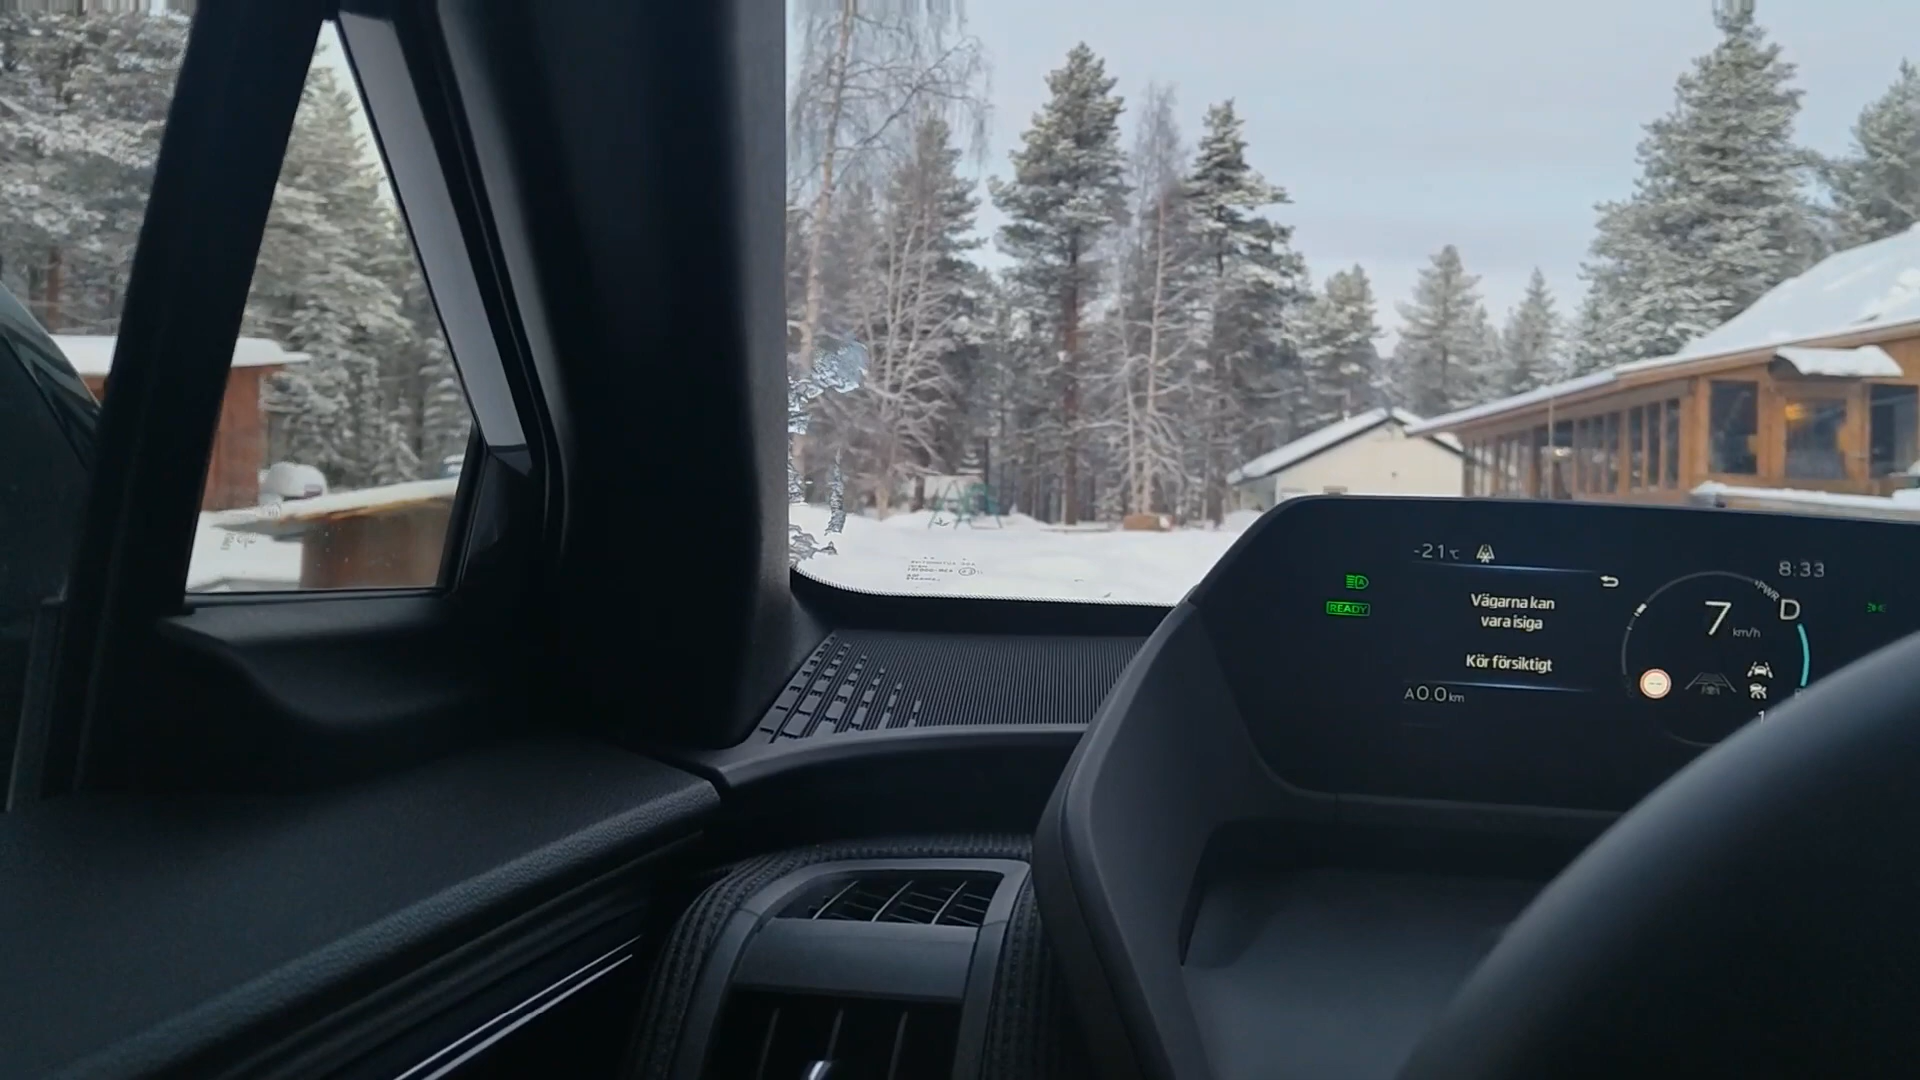 -21°C
8:33
READY
Vägarna kan
vara isiga
Kör försiktigt
PWR
D
7 km/h
A 0.0 km